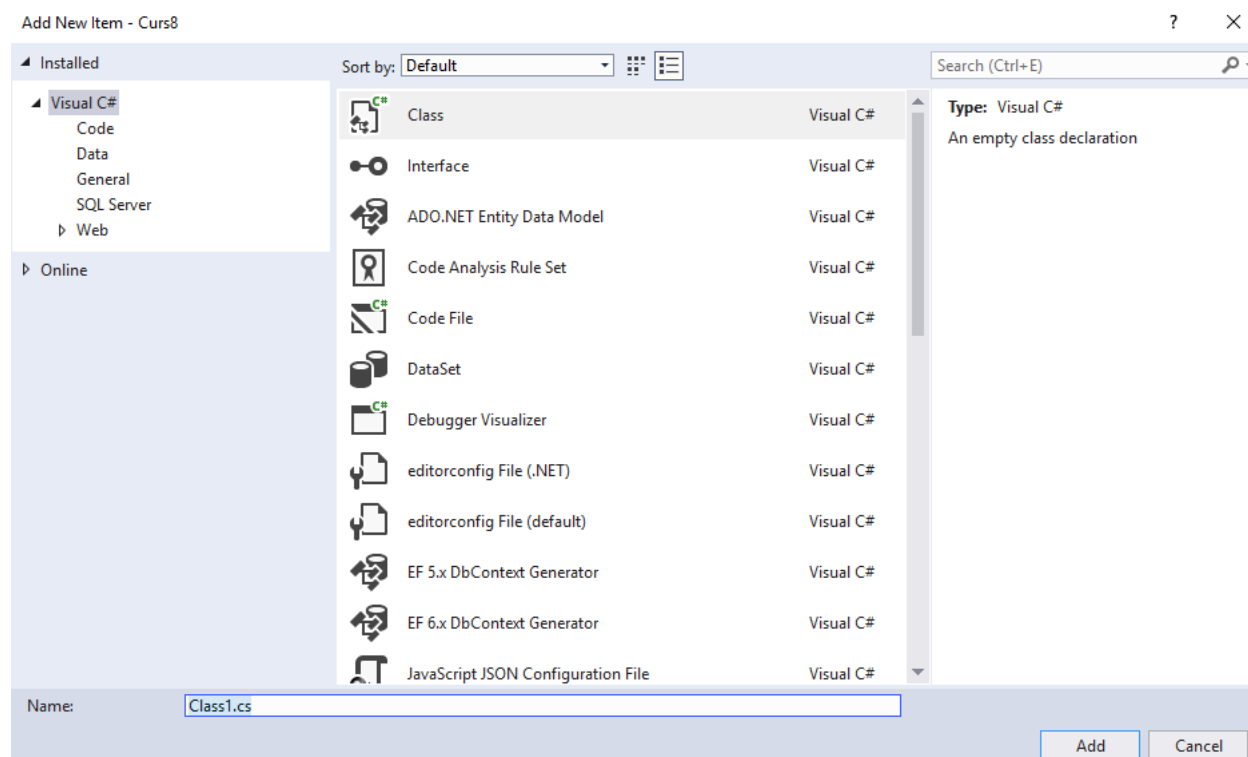 Add New Item - Curs8
?
Installed
Sort by: Default
Search (Ctrl+E)
Visual C#
Code
Data
General
SQL Server
Web
Online
C# Class Visual C#
Interface Visual C#
ADO.NET Entity Data Model Visual C#
Code Analysis Rule Set Visual C#
C# Code File Visual C#
DataSet Visual C#
C# Debugger Visualizer Visual C#
editorconfig File (.NET) Visual C#
editorconfig File (default) Visual C#
EF 5.x DbContext Generator Visual C#
EF 6.x DbContext Generator Visual C#
JavaScript JSON Configuration File Visual C#
Type: Visual C#
An empty class declaration
Name: Class1.cs
Add Cancel